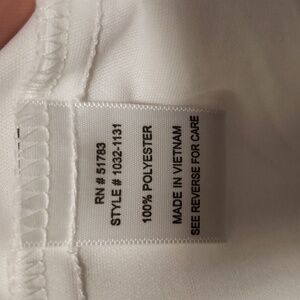 RN # 51783
STYLE # 1032-1131
100% POLYESTER
MADE IN VIETNAM
SEE REVERSE FOR CARE